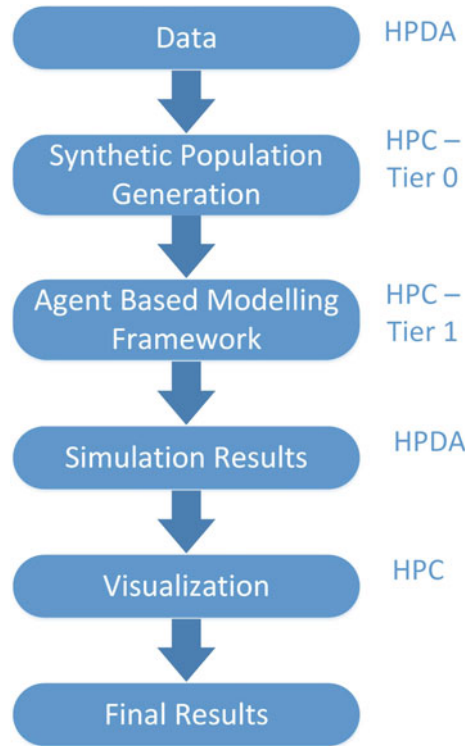 Data
HPDA
Synthetic Population
Generation
HPC –
Tier 0
Agent Based Modelling
Framework
HPC –
Tier 1
Simulation Results
HPDA
Visualization
HPC
Final Results